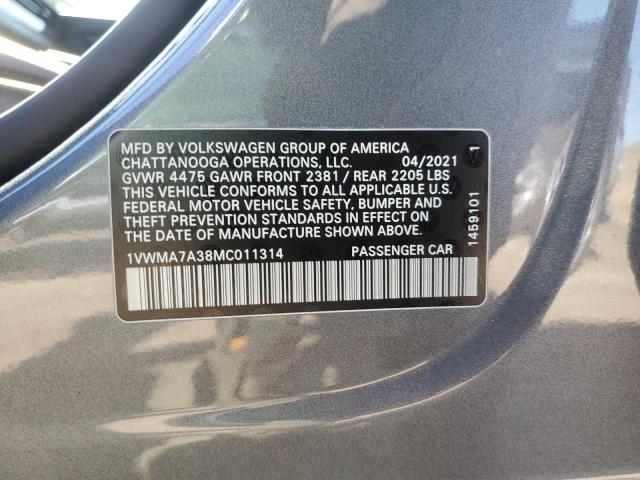 MFD BY VOLKSWAGEN GROUP OF AMERICA
CHATTANOOGA OPERATIONS, LLC. 04/2021
GVWR 4475 GAWR FRONT 2381 / REAR 2205 LBS
THIS VEHICLE CONFORMS TO ALL APPLICABLE U.S.
FEDERAL MOTOR VEHICLE SAFETY, BUMPER AND
THEFT PREVENTION STANDARDS IN EFFECT ON
THE DATE OF MANUFACTURE SHOWN ABOVE.
1VWMA7A38MC011314 PASSENGER CAR
1459101 1